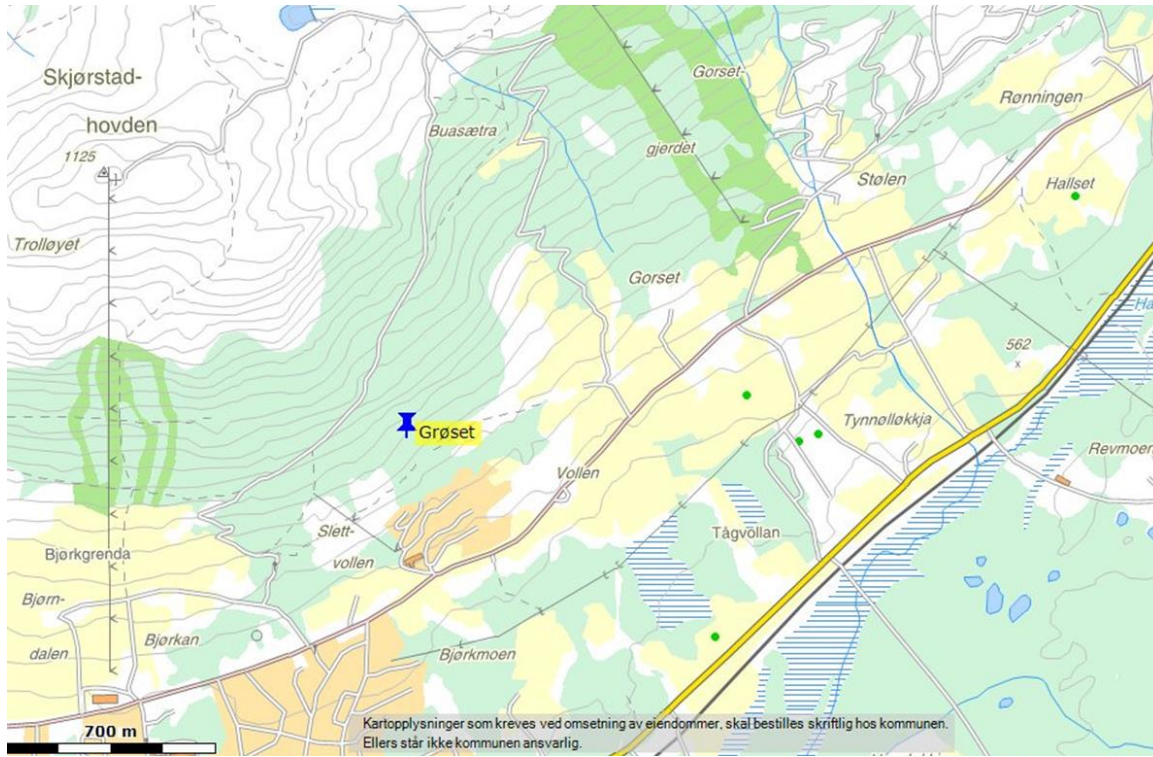 Skjørstad-
hovden
1125
Trolløyet
Buasætra
Gorset-
gjerdet
Rønningen
Stølen
Hallset
Gorset
562
Grøset
Tynnølløkkja
Revmoen
Vollen
Slett-
vollen
Tågvollan
Bjørkgrenda
Bjørn-
dalen
Bjørkan
Bjørkmoen
700 m
Kartopplysninger som kreves ved omsetning av eiendommer, skal bestilles skriftlig hos kommunen.
Ellers står ikke kommunen ansvarlig.